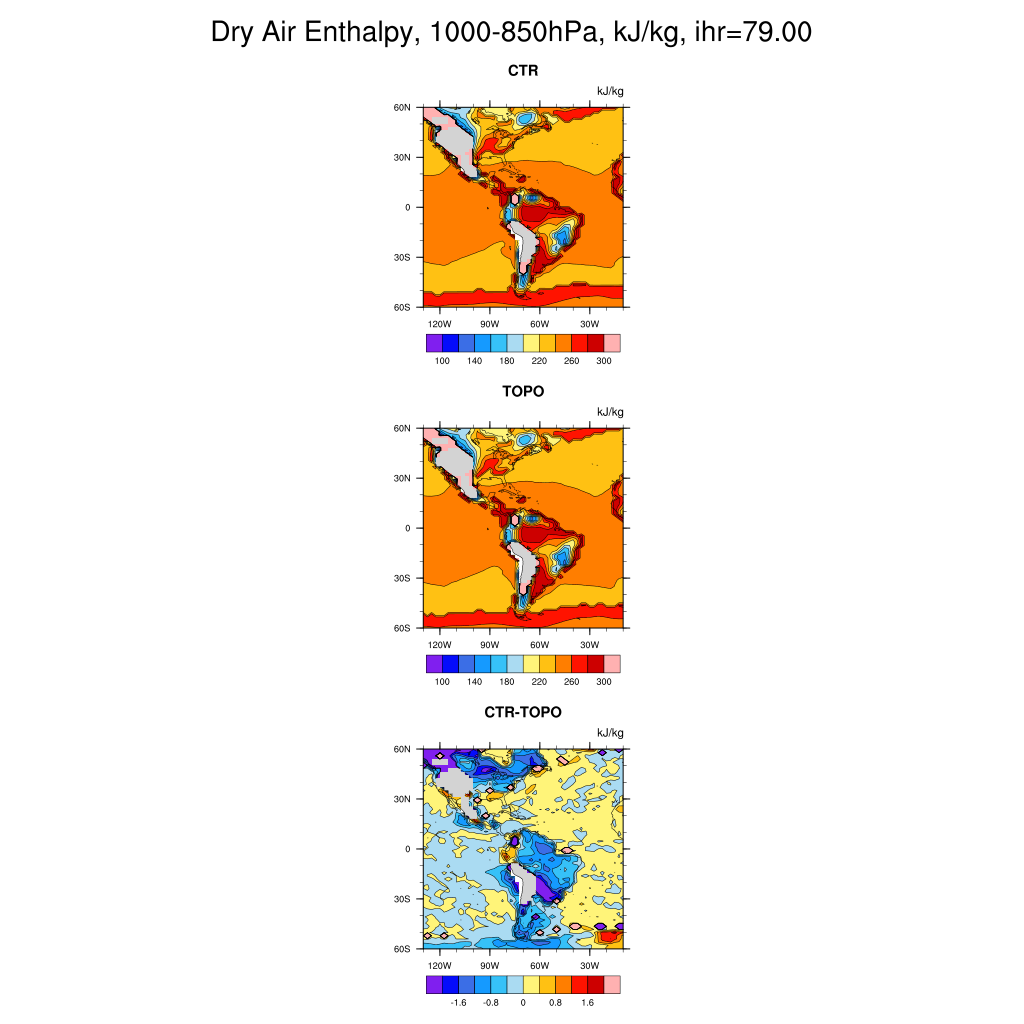 Dry Air Enthalpy, 1000-850hPa, kJ/kg, ihr=79.00
CTR
kJ/kg
60N
30N
0
30S
60S
120W 90W 60W 30W
100 140 180 220 260 300
TOPO
kJ/kg
60N
30N
0
30S
60S
120W 90W 60W 30W
100 140 180 220 260 300
CTR-TOPO
kJ/kg
60N
30N
0
30S
60S
120W 90W 60W 30W
-1.6 -0.8 0 0.8 1.6